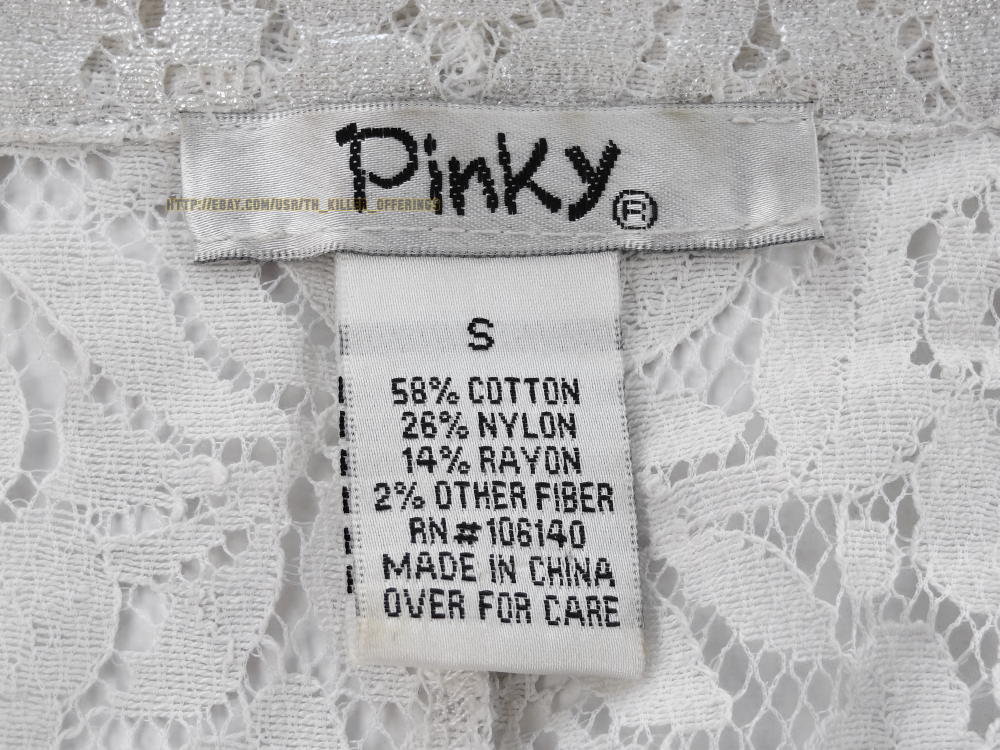 Pinky®
HTTP://EBAY.COM/USR/TH_KILLER_OFFERINGS
S
58% COTTON
26% NYLON
14% RAYON
2% OTHER FIBER
RN#106140
MADE IN CHINA
OVER FOR CARE